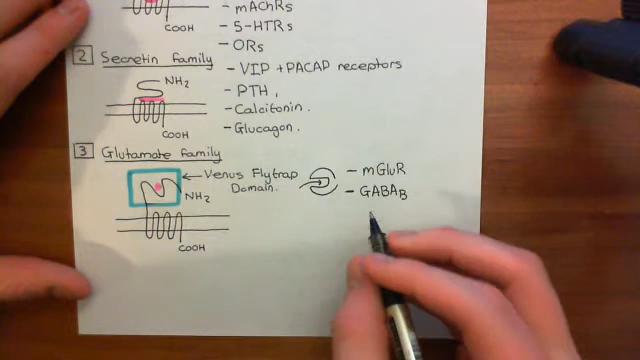 - mAChRs
- 5-HTRs
COOH
- ORs
2 Secretin family
- VIP + PACAP receptors
NH2
- PTH,
- Calcitonin.
COOH
- Glucagon.
3 Glutamate family
Venus Flytrap
Domain.
- mGluR
NH2
- GABAB
COOH